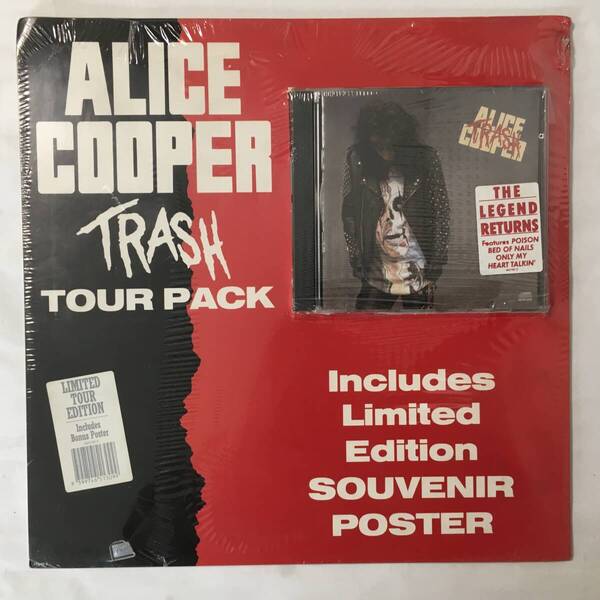 ALICE
COOPER
TRASH
TOUR PACK
ALICE
COOPER
TRASH
THE
LEGEND
RETURNS
Features POISON
BED OF NAILS
ONLY MY
HEART TALKIN'
LIMITED
TOUR
EDITION
Includes
Bonus Poster
Includes
Limited
Edition
SOUVENIR
POSTER